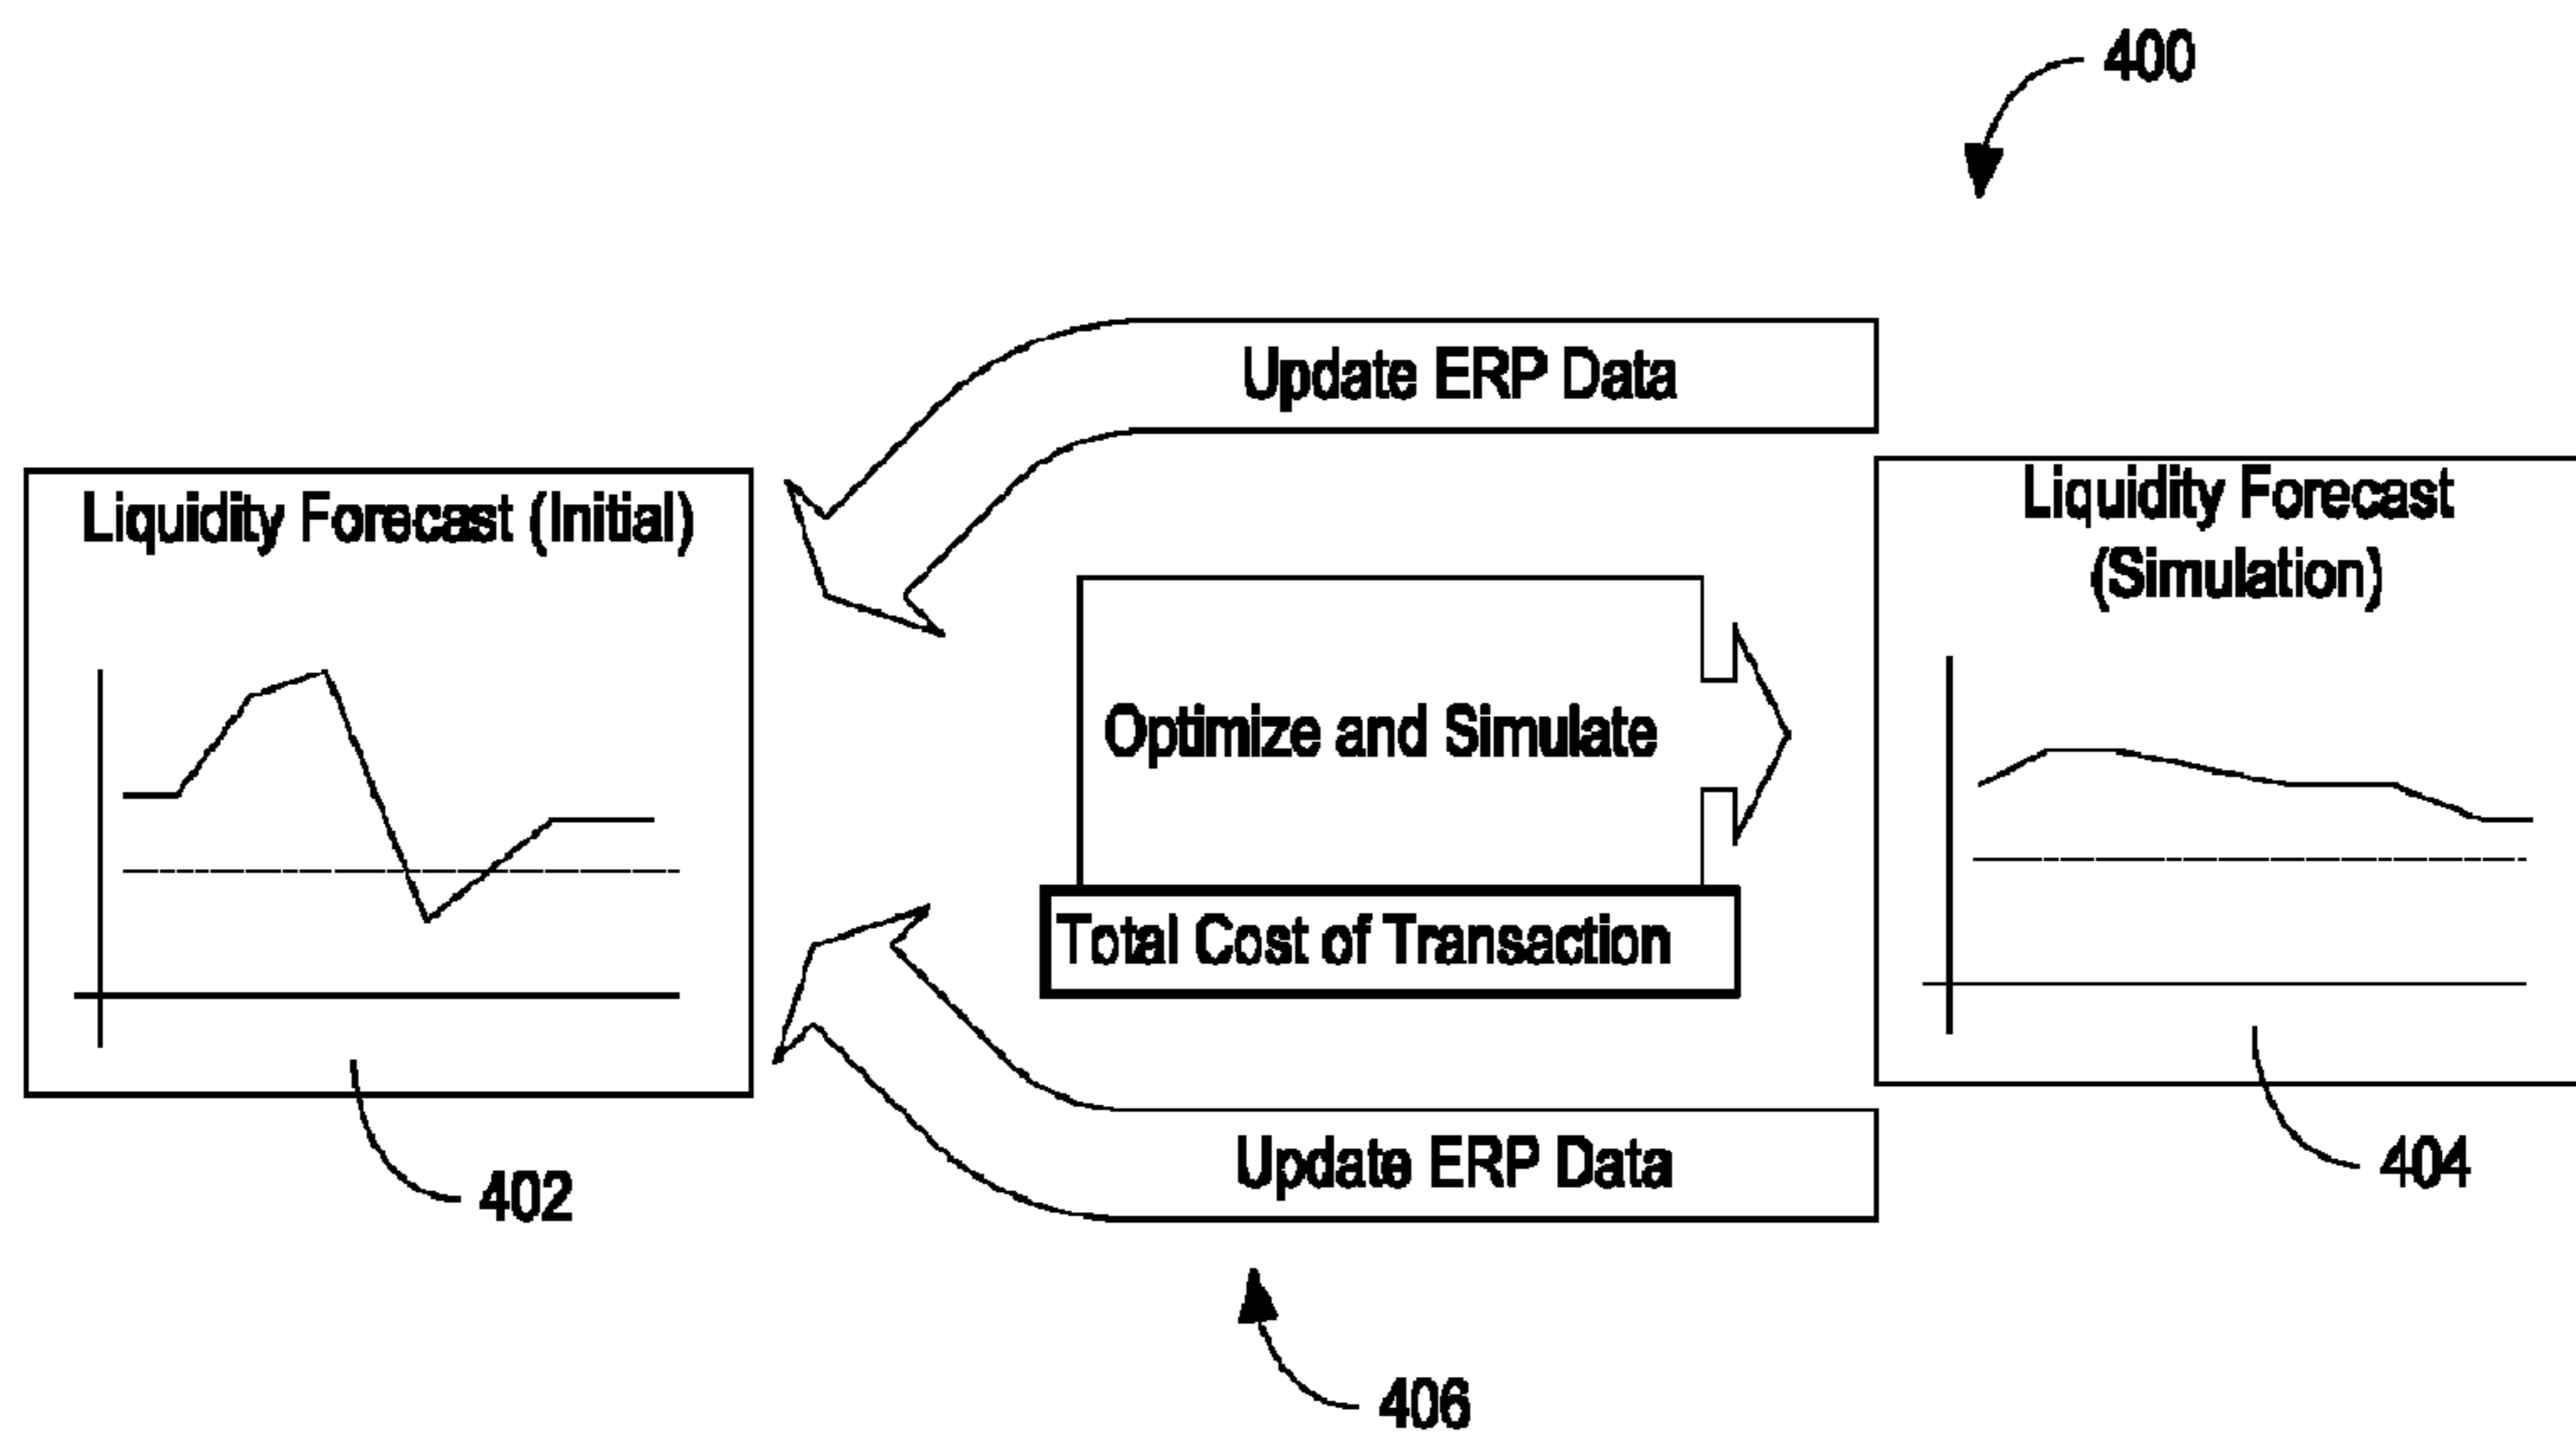 400
Update ERP Data
Liquidity Forecast (Initial)
Liquidity Forecast
(Simulation)
Optimize and Simulate
Total Cost of Transaction
Update ERP Data
402
404
406